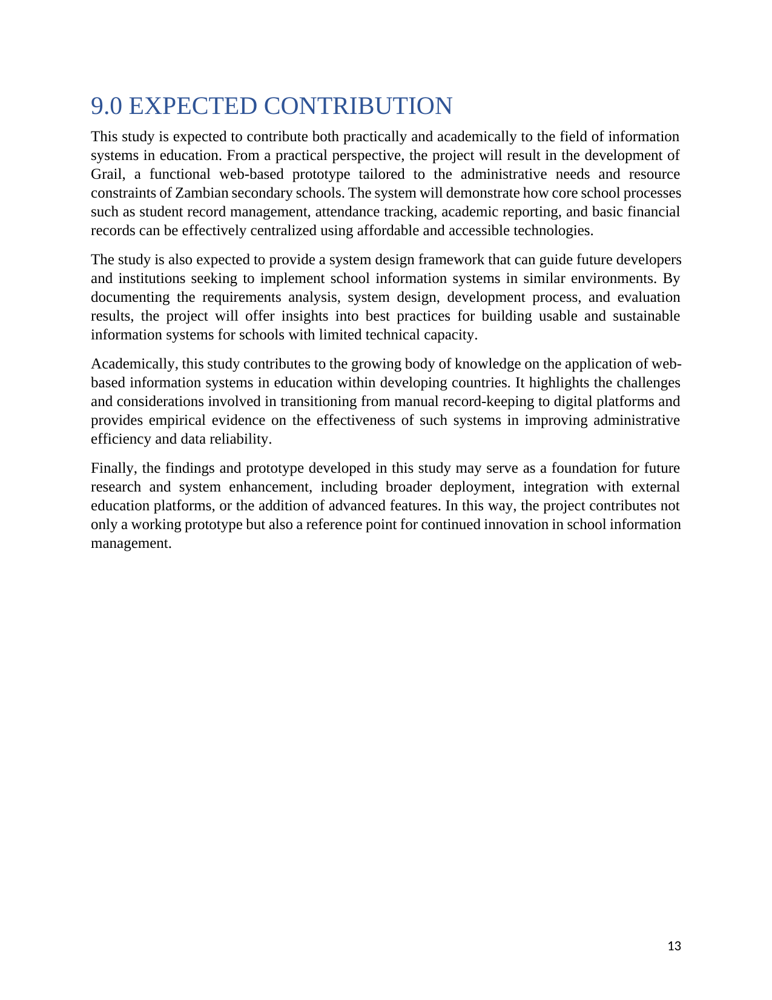 9.0 EXPECTED CONTRIBUTION
This study is expected to contribute both practically and academically to the field of information
systems in education. From a practical perspective, the project will result in the development of
Grail, a functional web-based prototype tailored to the administrative needs and resource
constraints of Zambian secondary schools. The system will demonstrate how core school processes
such as student record management, attendance tracking, academic reporting, and basic financial
records can be effectively centralized using affordable and accessible technologies.
The study is also expected to provide a system design framework that can guide future developers
and institutions seeking to implement school information systems in similar environments. By
documenting the requirements analysis, system design, development process, and evaluation
results, the project will offer insights into best practices for building usable and sustainable
information systems for schools with limited technical capacity.
Academically, this study contributes to the growing body of knowledge on the application of web-
based information systems in education within developing countries. It highlights the challenges
and considerations involved in transitioning from manual record-keeping to digital platforms and
provides empirical evidence on the effectiveness of such systems in improving administrative
efficiency and data reliability.
Finally, the findings and prototype developed in this study may serve as a foundation for future
research and system enhancement, including broader deployment, integration with external
education platforms, or the addition of advanced features. In this way, the project contributes not
only a working prototype but also a reference point for continued innovation in school information
management.
13